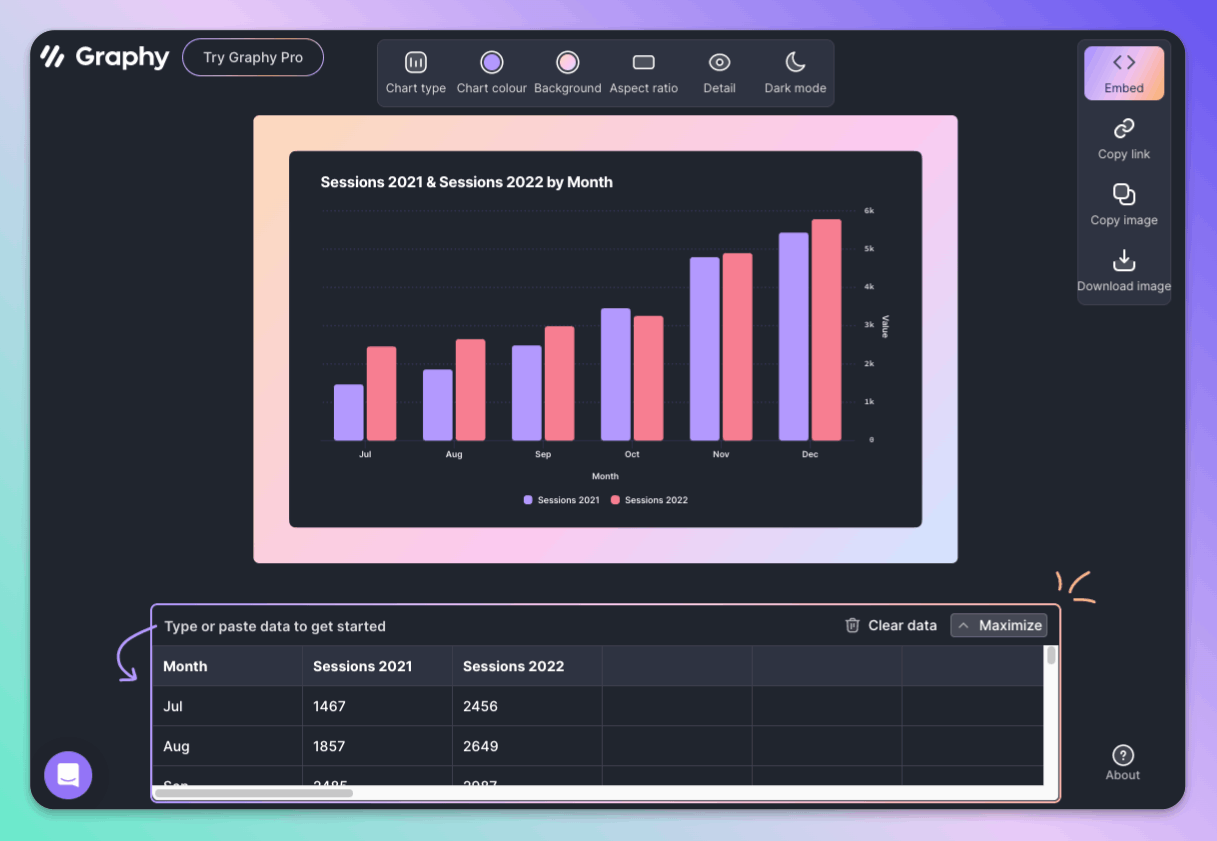 Graphy
Try Graphy Pro
Chart type
Chart colour
Background
Aspect ratio
Detail
Dark mode
Embed
Copy link
Copy image
Download image
Sessions 2021 & Sessions 2022 by Month
6k
5k
4k
3k
2k
1k
0
Value
Jul Aug Sep Oct Nov Dec
Month
Sessions 2021 Sessions 2022
Type or paste data to get started
Clear data
Maximize
Month Sessions 2021 Sessions 2022
Jul 1467 2456
Aug 1857 2649
Sep 2485 2987
? About